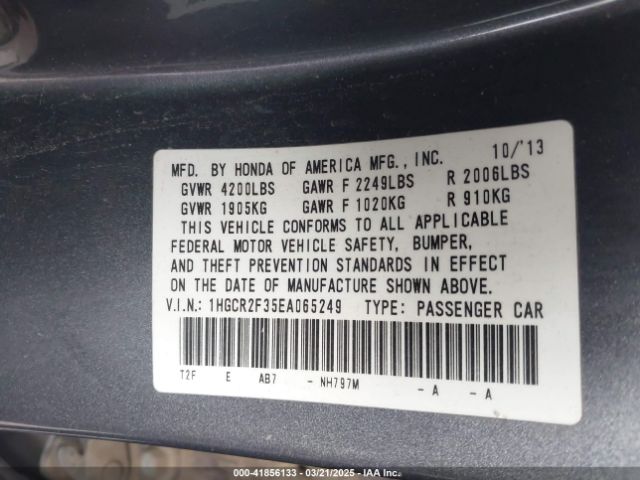 MFD. BY HONDA OF AMERICA MFG., INC. 10/'13
GVWR 4200LBS GAWR F 2249LBS R 2006LBS
GVWR 1905KG GAWR F 1020KG R 910KG
THIS VEHICLE CONFORMS TO ALL APPLICABLE
FEDERAL MOTOR VEHICLE SAFETY, BUMPER,
AND THEFT PREVENTION STANDARDS IN EFFECT
ON THE DATE OF MANUFACTURE SHOWN ABOVE.
V.I.N.: 1HGCR2F35EA065249 TYPE: PASSENGER CAR
T2F E AB7 - NH797M - A - A
000-41856133 — 03/21/2025 — IAA Inc.